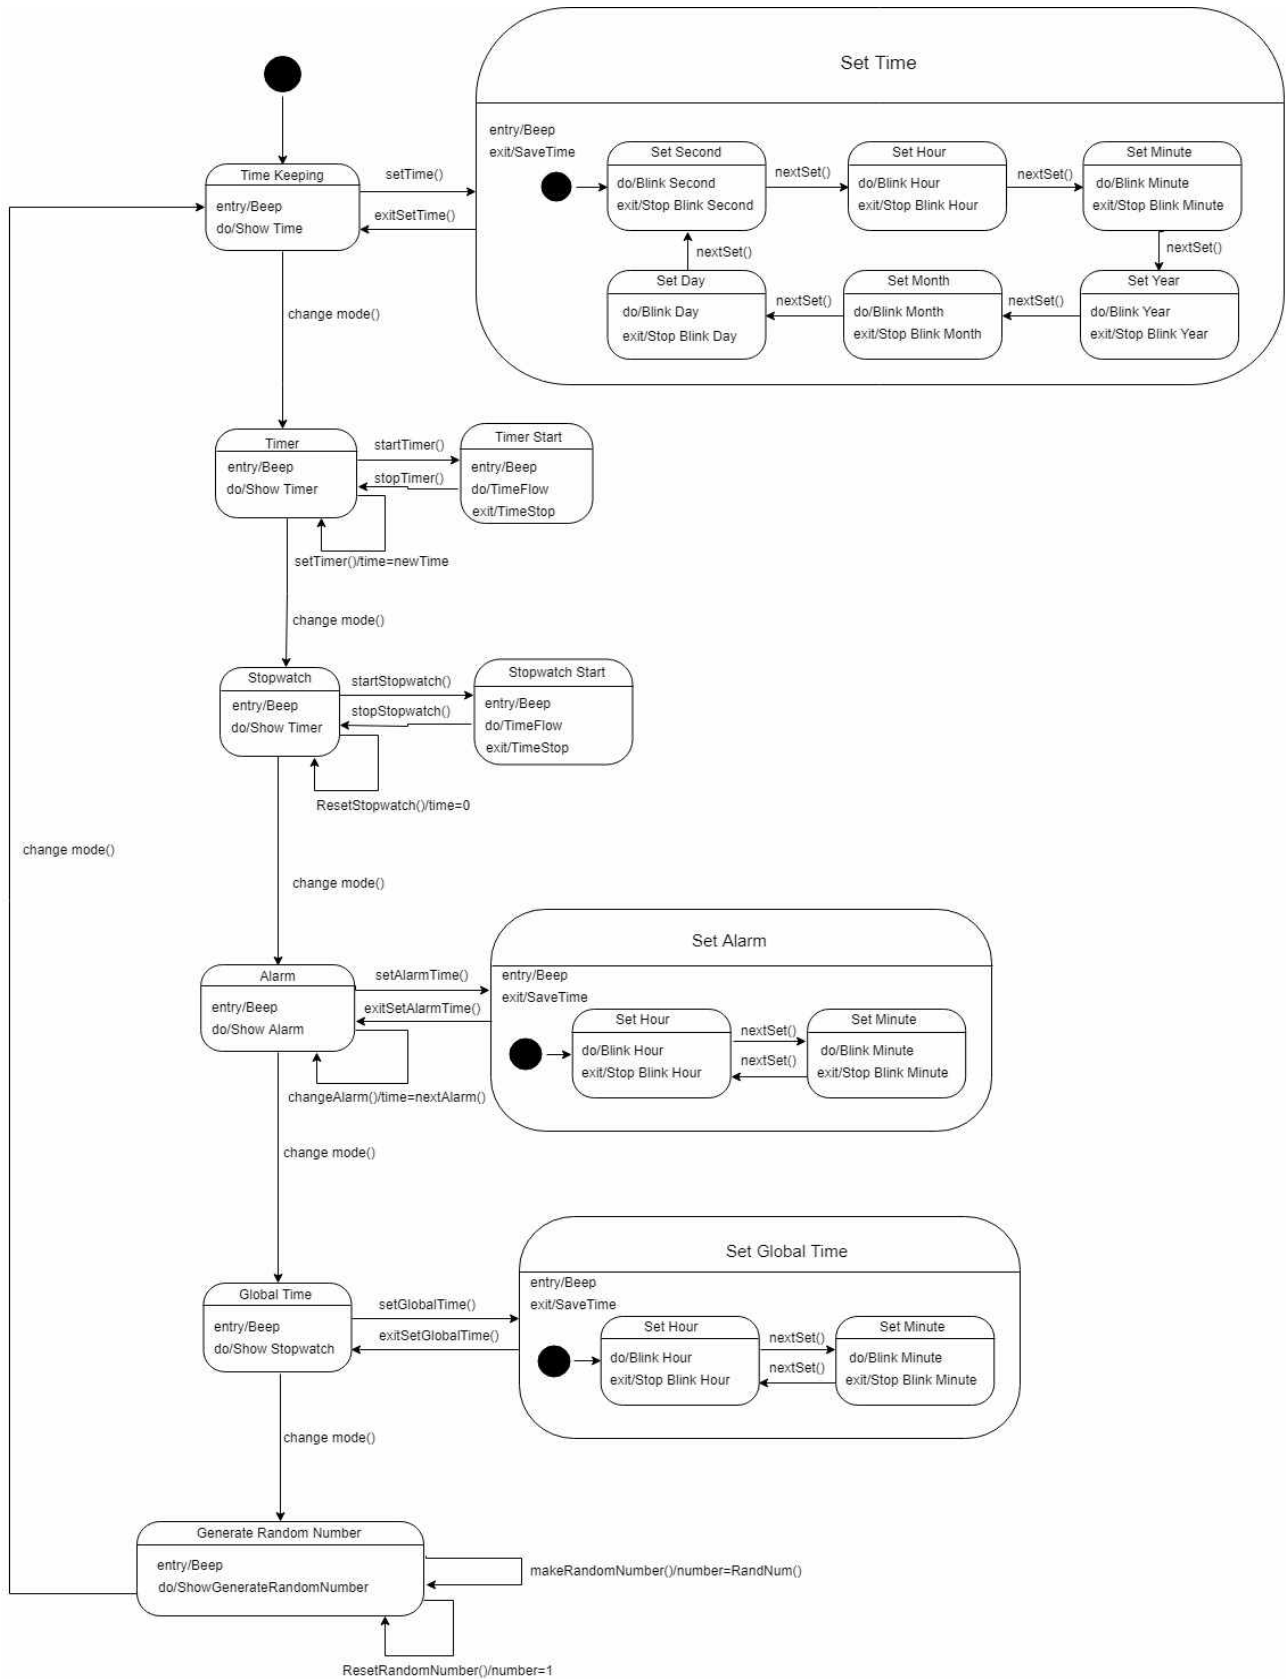 Set Time
entry/Beep
exit/SaveTime
Set Second
do/Blink Second
exit/Stop Blink Second
nextSet()
Set Hour
do/Blink Hour
exit/Stop Blink Hour
nextSet()
Set Minute
do/Blink Minute
exit/Stop Blink Minute
nextSet()
Set Year
do/Blink Year
exit/Stop Blink Year
nextSet()
Set Month
do/Blink Month
exit/Stop Blink Month
nextSet()
Set Day
do/Blink Day
exit/Stop Blink Day
nextSet()
Time Keeping
entry/Beep
do/Show Time
setTime()
exitSetTime()
change mode()
Timer
entry/Beep
do/Show Timer
startTimer()
stopTimer()
Timer Start
entry/Beep
do/TimeFlow
exit/TimeStop
setTimer()/time=newTime
change mode()
Stopwatch
entry/Beep
do/Show Timer
startStopwatch()
stopStopwatch()
Stopwatch Start
entry/Beep
do/TimeFlow
exit/TimeStop
ResetStopwatch()/time=0
change mode()
change mode()
Alarm
entry/Beep
do/Show Alarm
setAlarmTime()
exitSetAlarmTime()
changeAlarm()/time=nextAlarm()
Set Alarm
entry/Beep
exit/SaveTime
Set Hour
do/Blink Hour
exit/Stop Blink Hour
nextSet()
nextSet()
Set Minute
do/Blink Minute
exit/Stop Blink Minute
change mode()
Global Time
entry/Beep
do/Show Stopwatch
setGlobalTime()
exitSetGlobalTime()
Set Global Time
entry/Beep
exit/SaveTime
Set Hour
do/Blink Hour
exit/Stop Blink Hour
nextSet()
nextSet()
Set Minute
do/Blink Minute
exit/Stop Blink Minute
change mode()
Generate Random Number
entry/Beep
do/ShowGenerateRandomNumber
makeRandomNumber()/number=RandNum()
ResetRandomNumber()/number=1